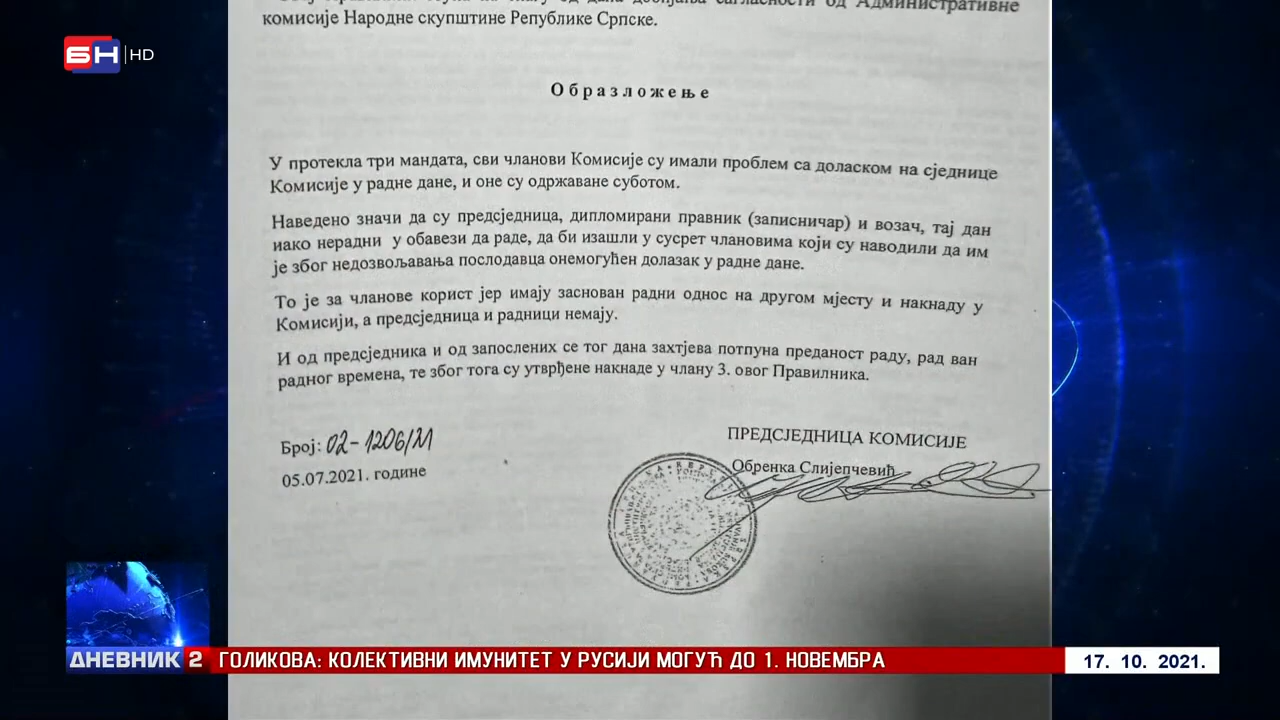 БН HD
од Административне
комисије Народне скупштине Републике Српске.
Образложење
У протекла три мандата, сви чланови Комисије су имали проблем са доласком на сједнице
Комисије у радне дане, и оне су одржаване суботом.
Наведено значи да су предсједница, дипломирани правник (записничар) и возач, тај дан
иако нерадни у обавези да раде, да би изашли у сусрет члановима који су наводили да им
је због недозвољавања послодавца онемогућен долазак у радне дане.
То је за чланове корист јер имају заснован радни однос на другом мјесту и накнаду у
Комисији, а предсједница и радници немају.
И од предсједника и од запослених се тог дана захтјева потпуна преданост раду, рад ван
радног времена, те због тога су утврђене накнаде у члану 3. овог Правилника.
Број: 02-1206/21
05.07.2021. године
ПРЕДСЈЕДНИЦА КОМИСИЈЕ
Обренка Слијепчевић
ДНЕВНИК 2
ГОЛИКОВА: КОЛЕКТИВНИ ИМУНИТЕТ У РУСИЈИ МОГУЋ ДО 1. НОВЕМБРА
17. 10. 2021.